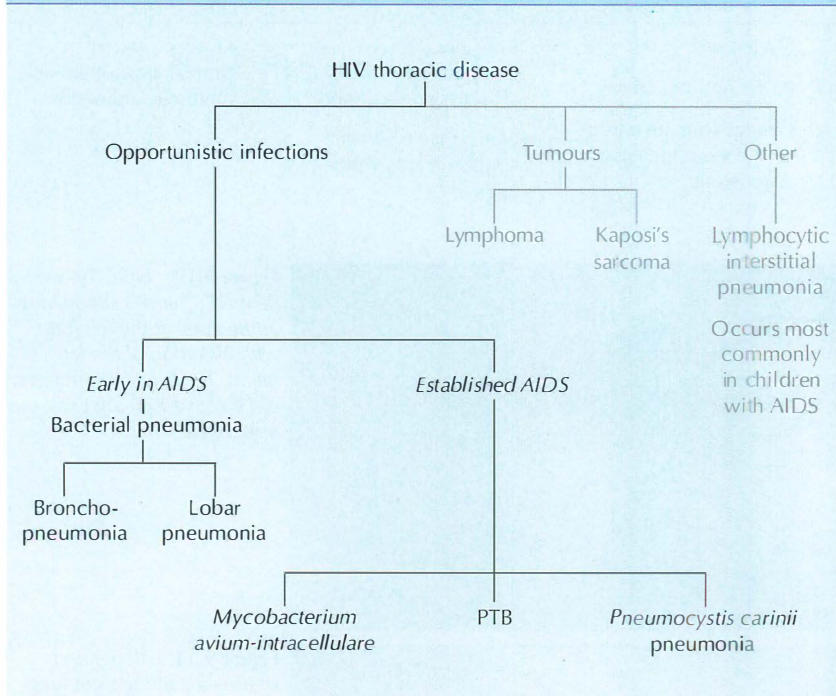 HIV thoracic disease
Opportunistic infections
Tumours
Other
Lymphoma
Kaposi's
sarcoma
Lymphocytic
interstitial
pneumonia
Occurs most
commonly
in children
with AIDS
Early in AIDS
Established AIDS
Bacterial pneumonia
Broncho-
pneumonia
Lobar
pneumonia
Mycobacterium
avium-intracellulare
PTB
Pneumocystis carinii
pneumonia